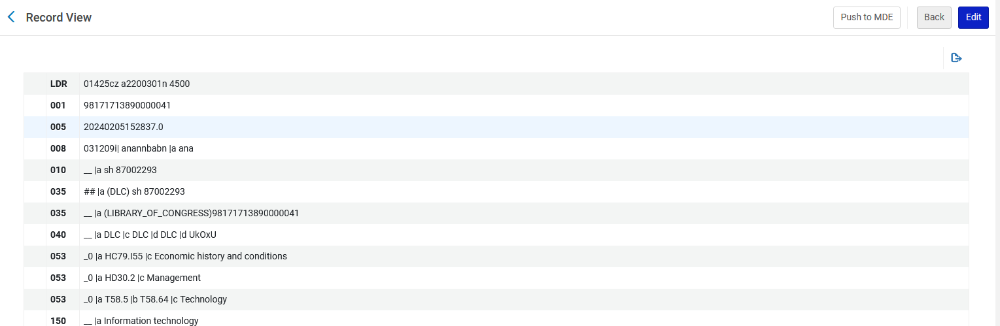 Record View
Push to MDE
Back
Edit
LDR 01425cz a2200301n 4500
001 98171713890000041
005 20240205152837.0
008 031209i| anannbabn |a ana
010 __ |a sh 87002293
035 ## |a (DLC) sh 87002293
035 __ |a (LIBRARY_OF_CONGRESS)98171713890000041
040 __ |a DLC |c DLC |d DLC |d UkOxU
053 _0 |a HC79.I55 |c Economic history and conditions
053 _0 |a HD30.2 |c Management
053 _0 |a T58.5 |b T58.64 |c Technology
150 __ |a Information technology